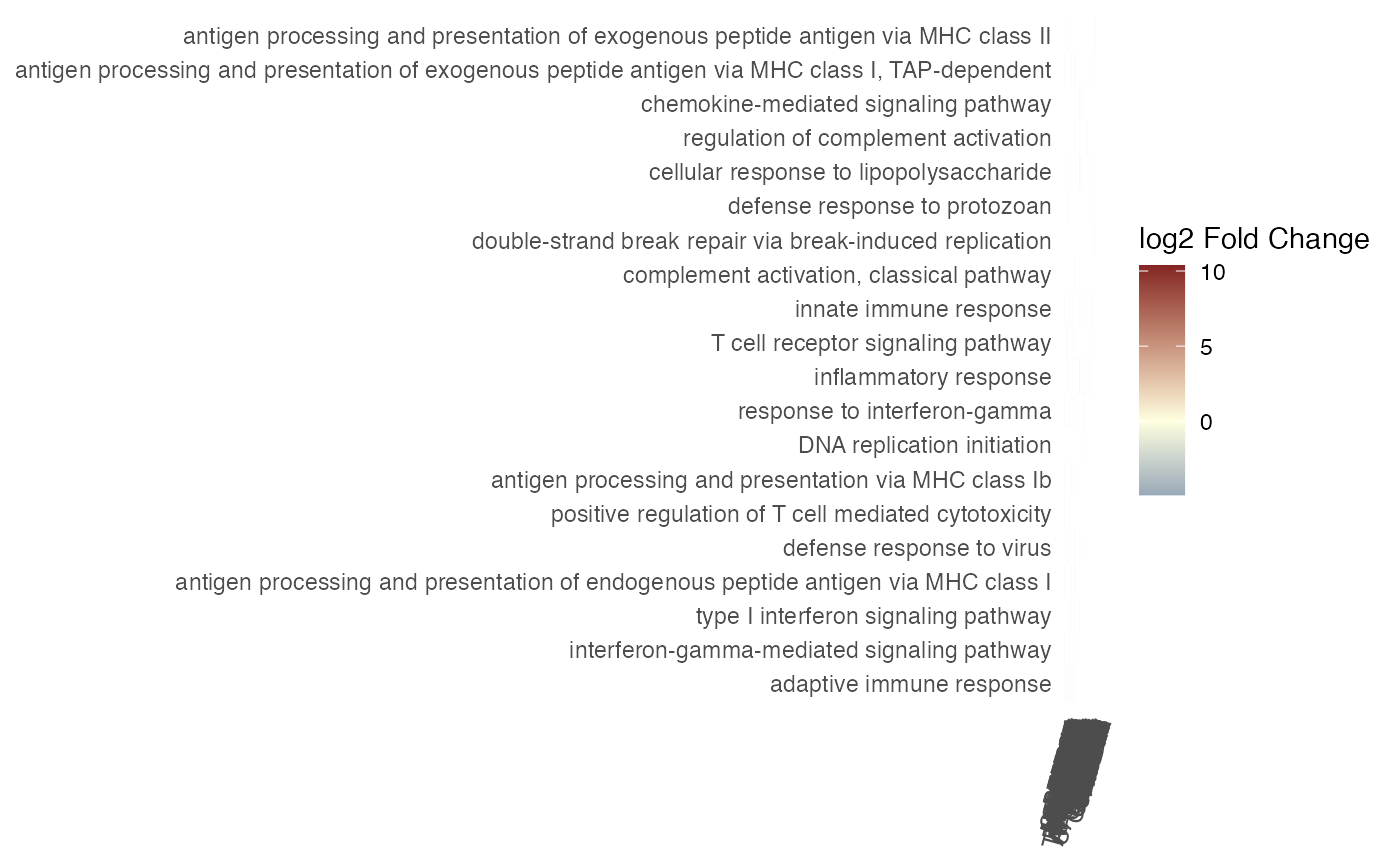 antigen processing and presentation of exogenous peptide antigen via MHC class II
antigen processing and presentation of exogenous peptide antigen via MHC class I, TAP-dependent
chemokine-mediated signaling pathway
regulation of complement activation
cellular response to lipopolysaccharide
defense response to protozoan
double-strand break repair via break-induced replication
complement activation, classical pathway
innate immune response
T cell receptor signaling pathway
inflammatory response
response to interferon-gamma
DNA replication initiation
antigen processing and presentation via MHC class Ib
positive regulation of T cell mediated cytotoxicity
defense response to virus
antigen processing and presentation of endogenous peptide antigen via MHC class I
type I interferon signaling pathway
interferon-gamma-mediated signaling pathway
adaptive immune response
log2 Fold Change
10
5
0